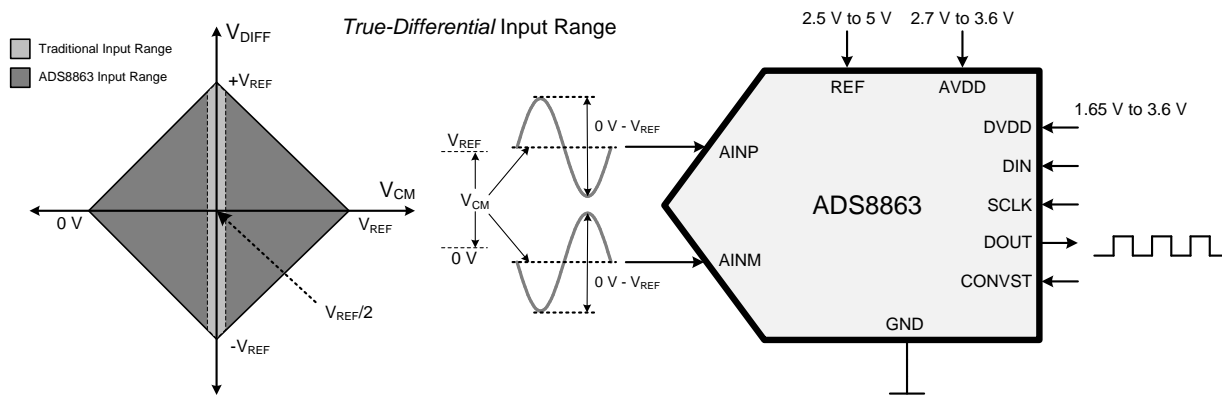 True-Differential Input Range
Traditional Input Range
ADS8863 Input Range
VDIFF
+VREF
VCM
0 V
VREF
VREF/2
-VREF
VREF
VCM
0 V
0 V - VREF
0 V - VREF
2.5 V to 5 V
2.7 V to 3.6 V
1.65 V to 3.6 V
REF
AVDD
AINP
AINM
ADS8863
DVDD
DIN
SCLK
DOUT
CONVST
GND